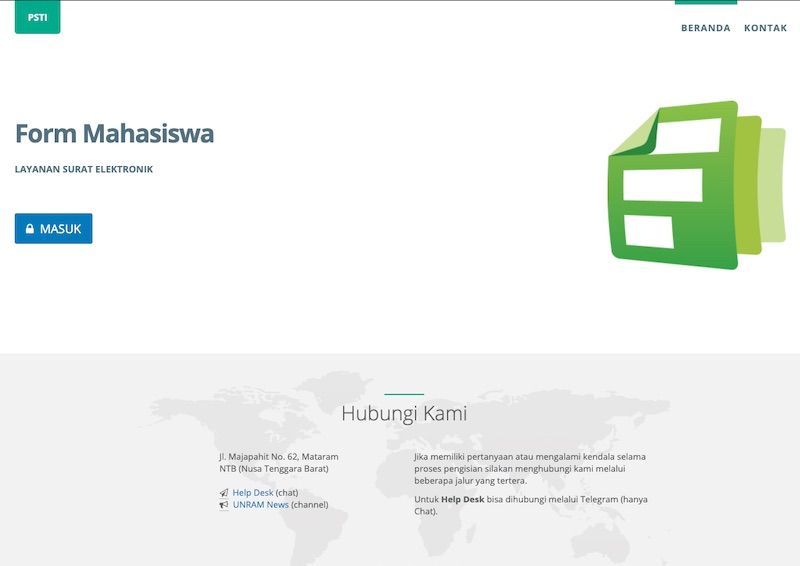 PSTI
BERANDA KONTAK
Form Mahasiswa
LAYANAN SURAT ELEKTRONIK
MASUK
Hubungi Kami
Jl. Majapahit No. 62, Mataram
NTB (Nusa Tenggara Barat)
Help Desk (chat)
UNRAM News (channel)
Jika memiliki pertanyaan atau mengalami kendala selama
proses pengisian silakan menghubungi kami melalui
beberapa jalur yang tertera.
Untuk Help Desk bisa dihubungi melalui Telegram (hanya
Chat).